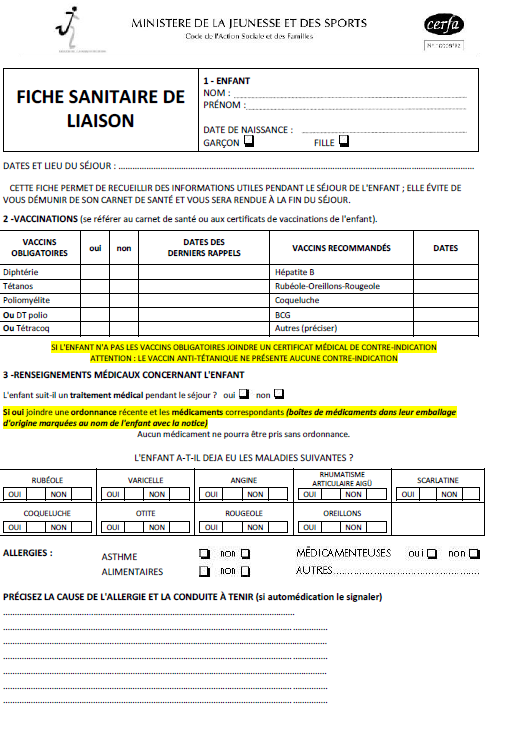 MINISTERE DE LA JEUNESSE ET DES SPORTS
Code de l'Action Sociale et des Familles
cerfa
FICHE SANITAIRE DE
LIAISON
1 - ENFANT
NOM :
PRÉNOM :
DATE DE NAISSANCE :
GARÇON FILLE
DATES ET LIEU DU SÉJOUR :
CETTE FICHE PERMET DE RECUEILLIR DES INFORMATIONS UTILES PENDANT LE SÉJOUR DE L'ENFANT ; ELLE ÉVITE DE
VOUS DÉMUNIR DE SON CARNET DE SANTÉ ET VOUS SERA RENDUE À LA FIN DU SÉJOUR.
2 -VACCINATIONS (se référer au carnet de santé ou aux certificats de vaccinations de l'enfant).
VACCINS OBLIGATOIRES oui non DATES DES DERNIERS RAPPELS VACCINS RECOMMANDÉS DATES
Diphtérie Hépatite B
Tétanos Rubéole-Oreillons-Rougeole
Poliomyélite Coqueluche
Ou DT polio BCG
Ou Tétracoq Autres (préciser)
SI L'ENFANT N'A PAS LES VACCINS OBLIGATOIRES JOINDRE UN CERTIFICAT MÉDICAL DE CONTRE-INDICATION
ATTENTION : LE VACCIN ANTI-TÉTANIQUE NE PRÉSENTE AUCUNE CONTRE-INDICATION
3 -RENSEIGNEMENTS MÉDICAUX CONCERNANT L'ENFANT
L'enfant suit-il un traitement médical pendant le séjour ? oui non
Si oui joindre une ordonnance récente et les médicaments correspondants (boîtes de médicaments dans leur emballage
d'origine marquées au nom de l'enfant avec la notice)
Aucun médicament ne pourra être pris sans ordonnance.
L'ENFANT A-T-IL DEJA EU LES MALADIES SUIVANTES ?
RUBÉOLE VARICELLE ANGINE RHUMATISME ARTICULAIRE AIGÜ SCARLATINE
OUI NON OUI NON OUI NON OUI NON OUI NON
COQUELUCHE OTITE ROUGEOLE OREILLONS
OUI NON OUI NON OUI NON OUI NON
ALLERGIES : ASTHME non MÉDICAMENTEUSES oui non
ALIMENTAIRES non AUTRES
PRÉCISEZ LA CAUSE DE L'ALLERGIE ET LA CONDUITE À TENIR (si automédication le signaler)